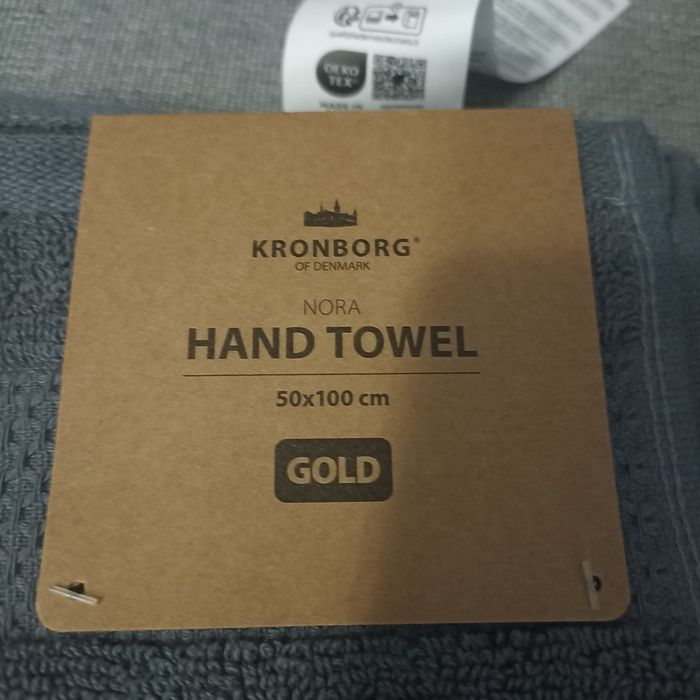 OEKO
TEX
MADE IN
KRONBORG®
OF DENMARK
NORA
HAND TOWEL
50x100 cm
GOLD